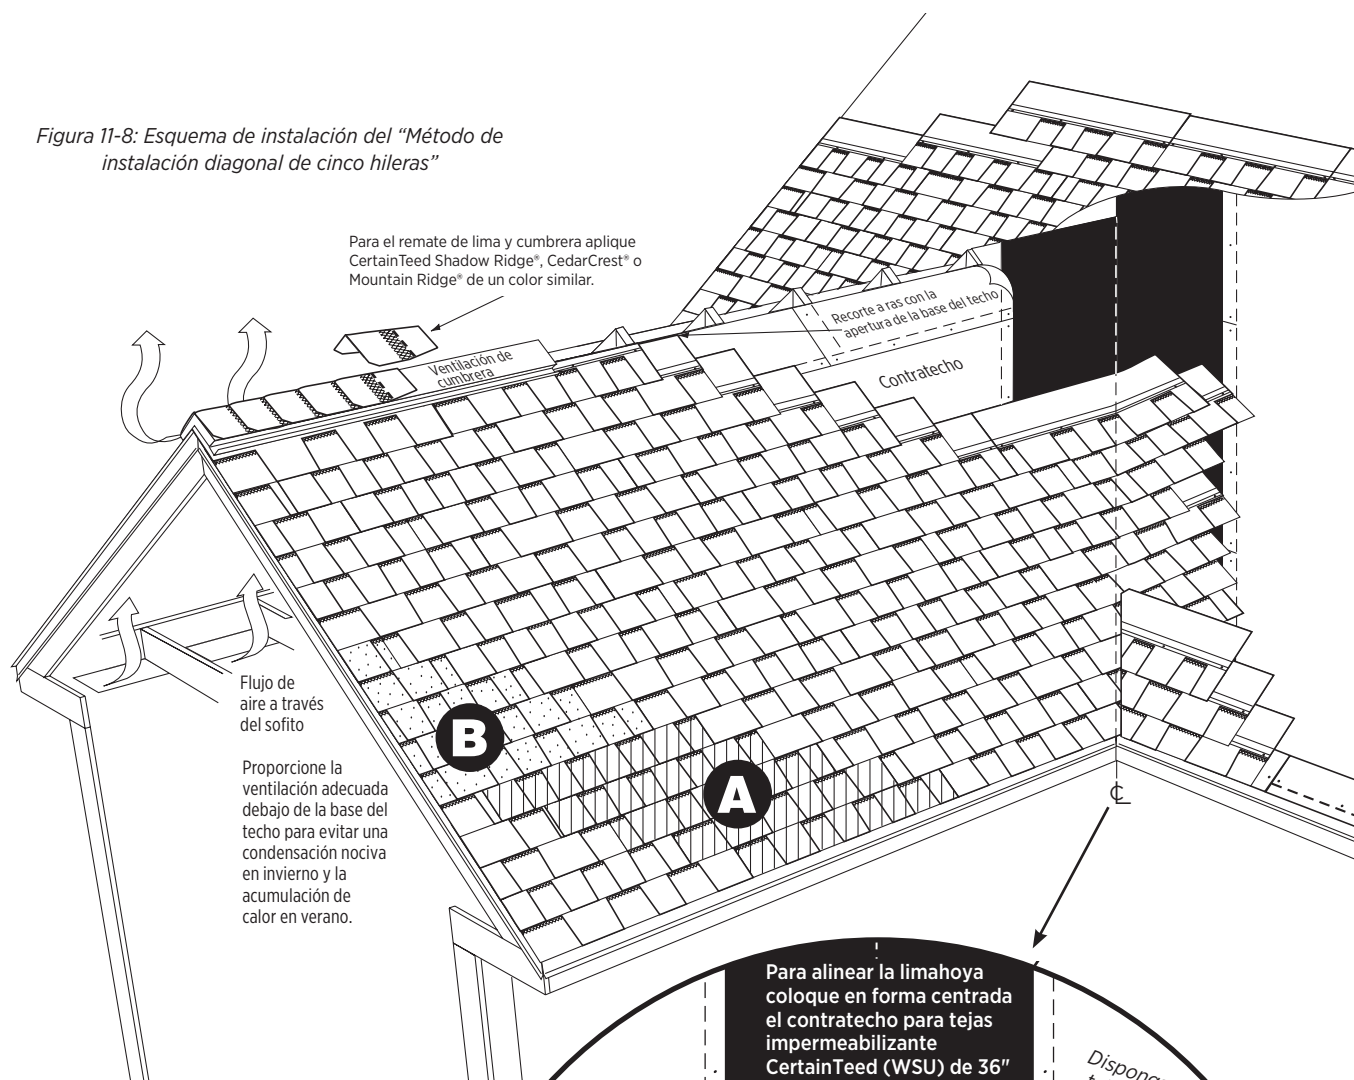 Figura 11-8: Esquema de instalación del “Método de
instalación diagonal de cinco hileras”
Para el remate de lima y cumbrera aplique
CertainTeed Shadow Ridge®, CedarCrest® o
Mountain Ridge® de un color similar.
Ventilación de
cumbrera
Recorte a ras con la
apertura de la base del techo
Contratecho
Flujo de
aire a través
del sofito
Proporcione la
ventilación adecuada
debajo de la base del
techo para evitar una
condensación nociva
en invierno y la
acumulación de
calor en verano.
B
A
℄
Para alinear la limahoya
coloque en forma centrada
el contratecho para tejas
impermeabilizante
CertainTeed (WSU) de 36"